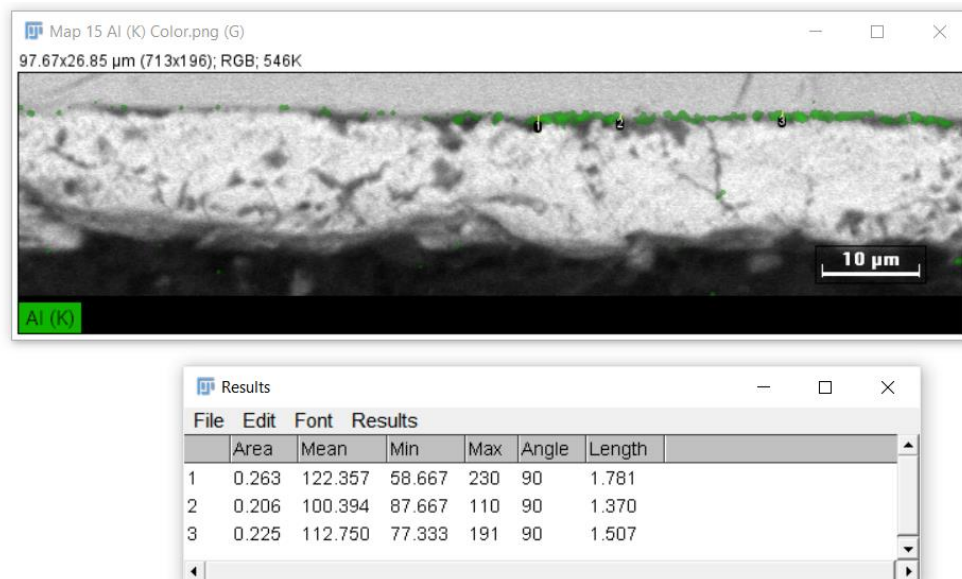 Map 15 Al (K) Color.png (G)
97.67x26.85 µm (713x196); RGB; 546K
1 2 3
10 µm
Al (K)
Results
File Edit Font Results
Area Mean Min Max Angle Length
1 0.263 122.357 58.667 230 90 1.781
2 0.206 100.394 87.667 110 90 1.370
3 0.225 112.750 77.333 191 90 1.507